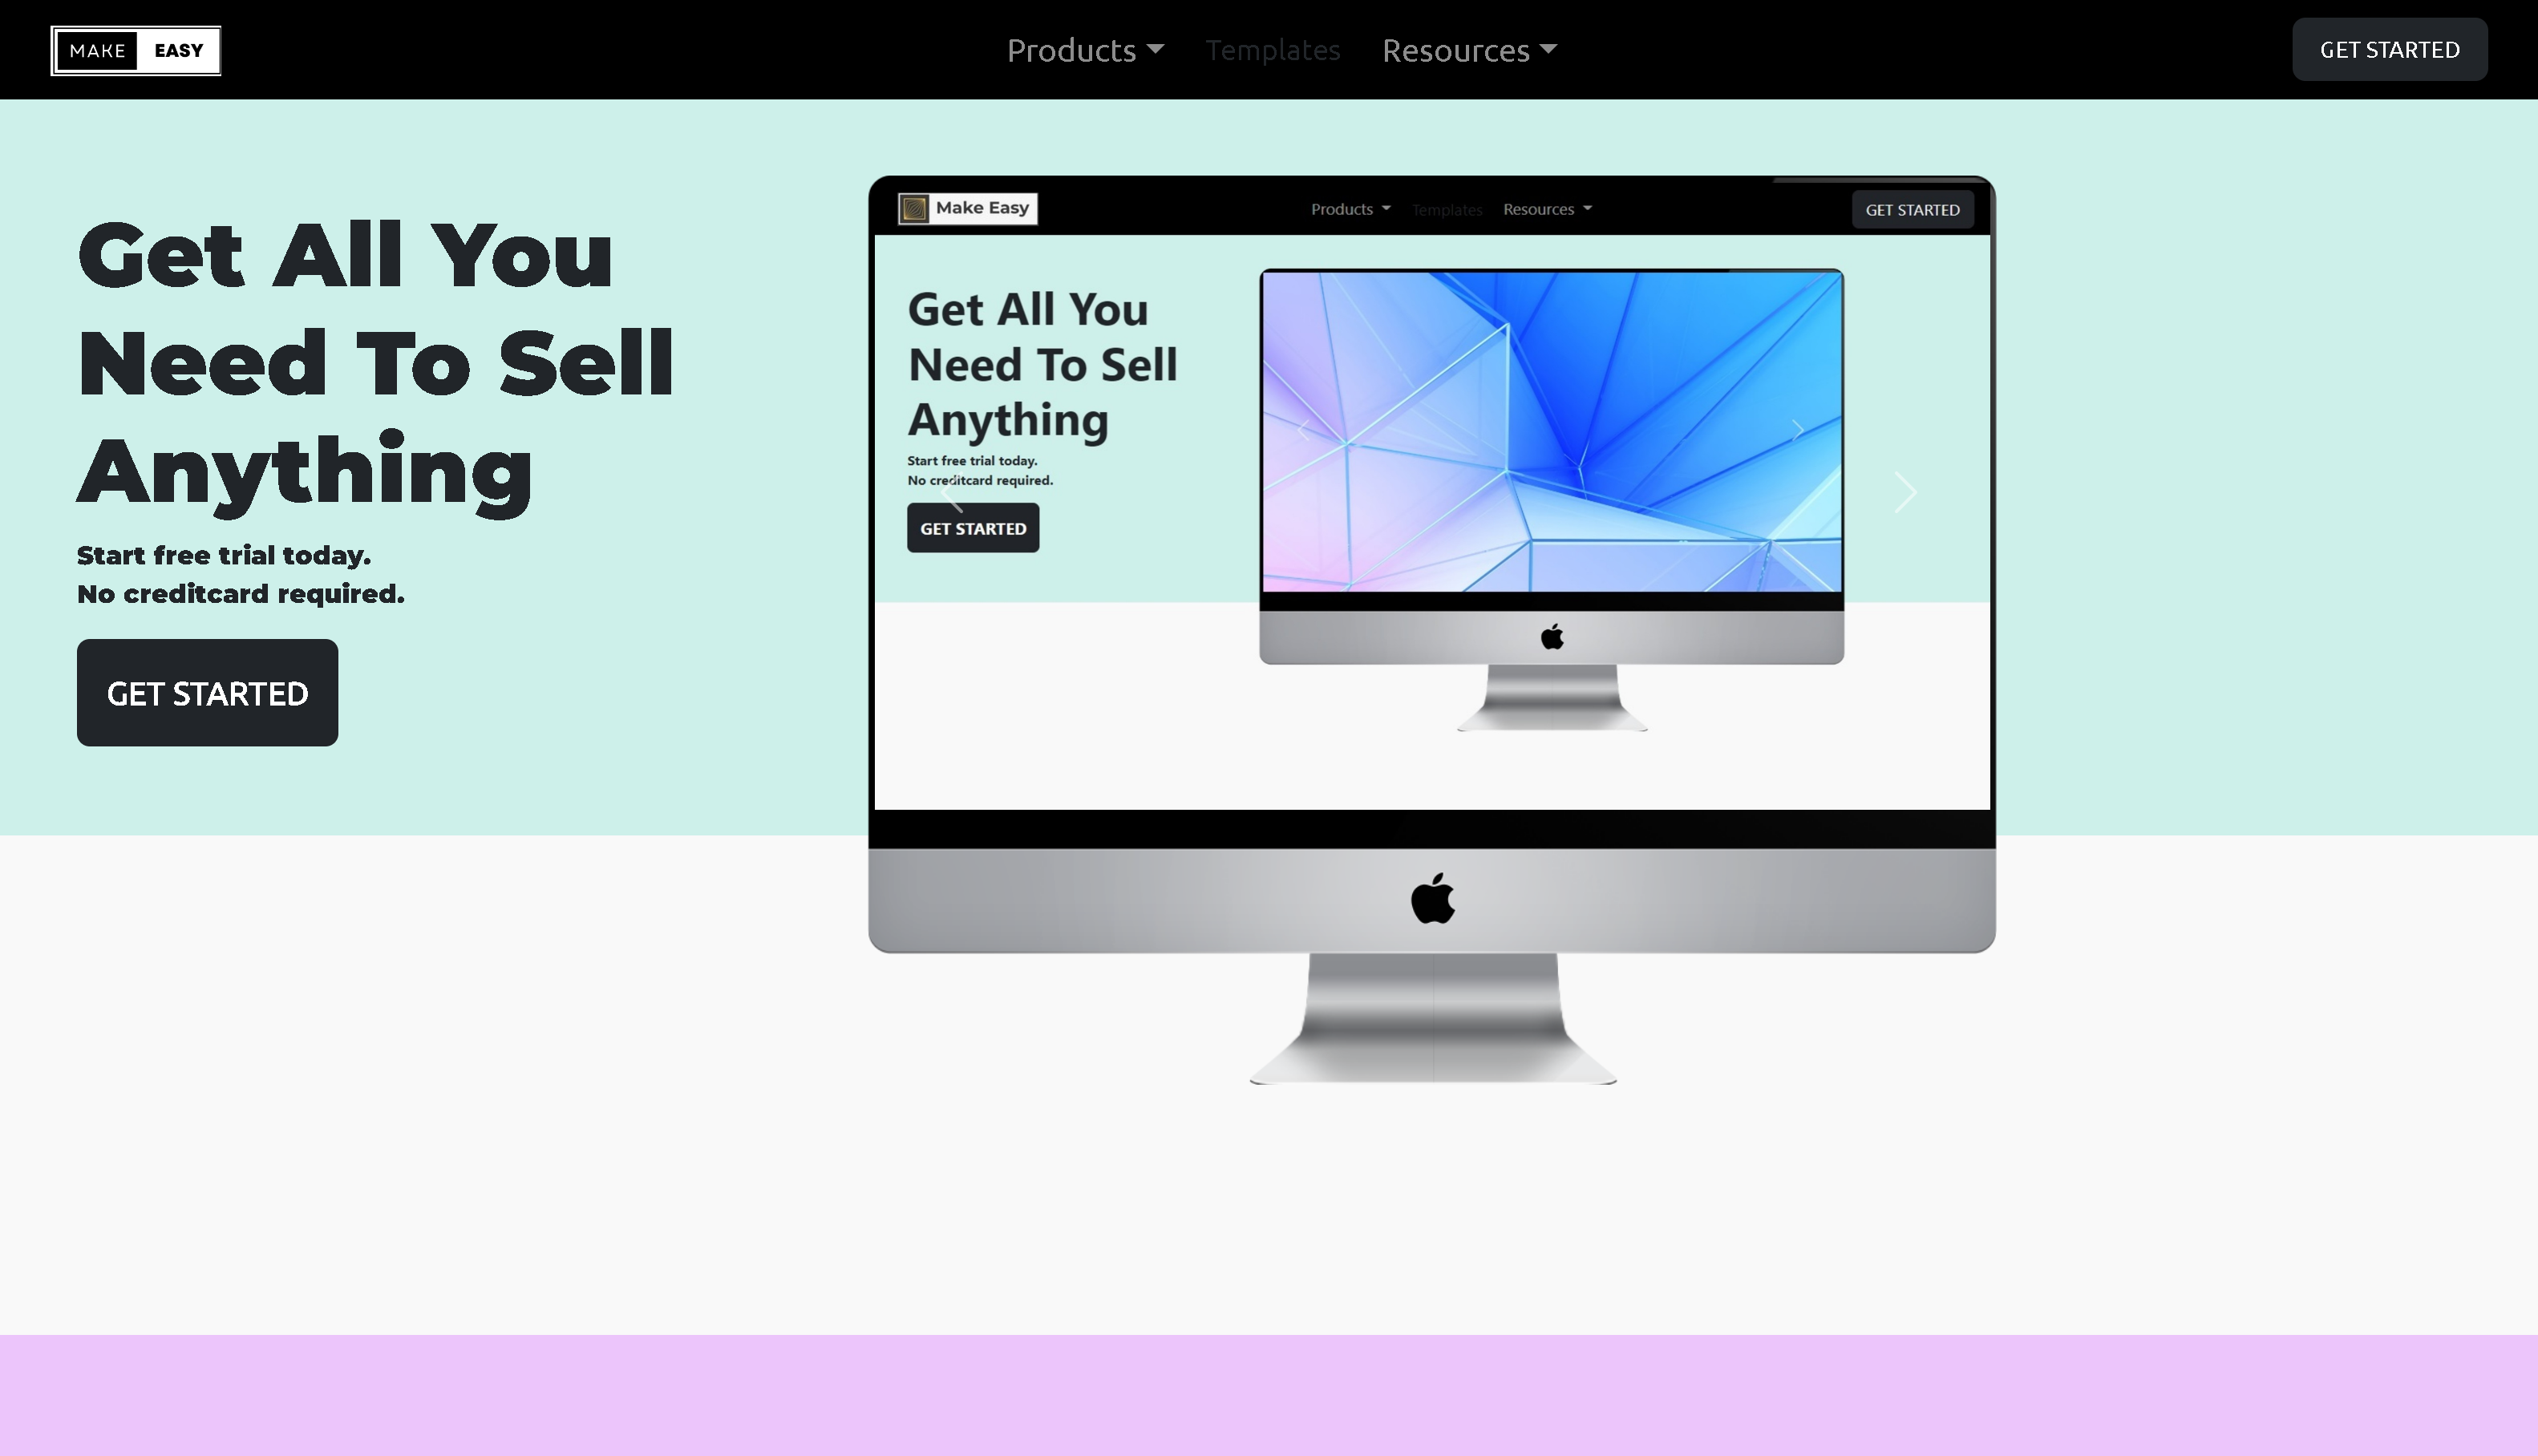 MAKE EASY
Products
Templates
Resources
GET STARTED
Get All You
Need To Sell
Anything
Start free trial today.
No creditcard required.
GET STARTED
Make Easy
Products
Templates
Resources
GET STARTED
Get All You
Need To Sell
Anything
Start free trial today.
No creditcard required.
GET STARTED